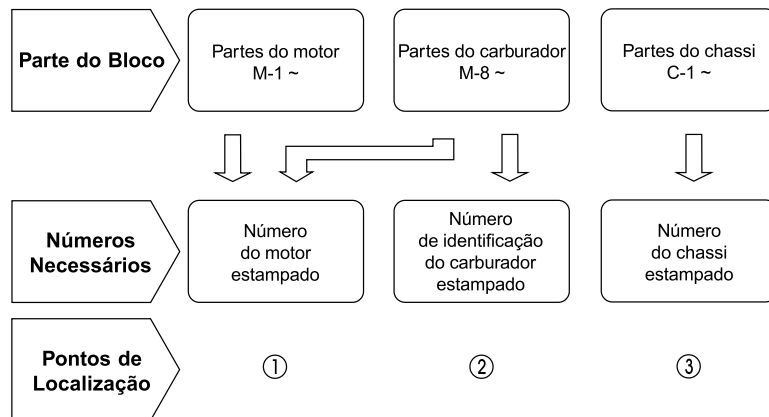 Parte do Bloco
Partes do motor
M-1 ~
Partes do carburador
M-8 ~
Partes do chassi
C-1 ~
Números
Necessários
Número
do motor
estampado
Número
de identificação
do carburador
estampado
Número
do chassi
estampado
Pontos de
Localização
①
②
③